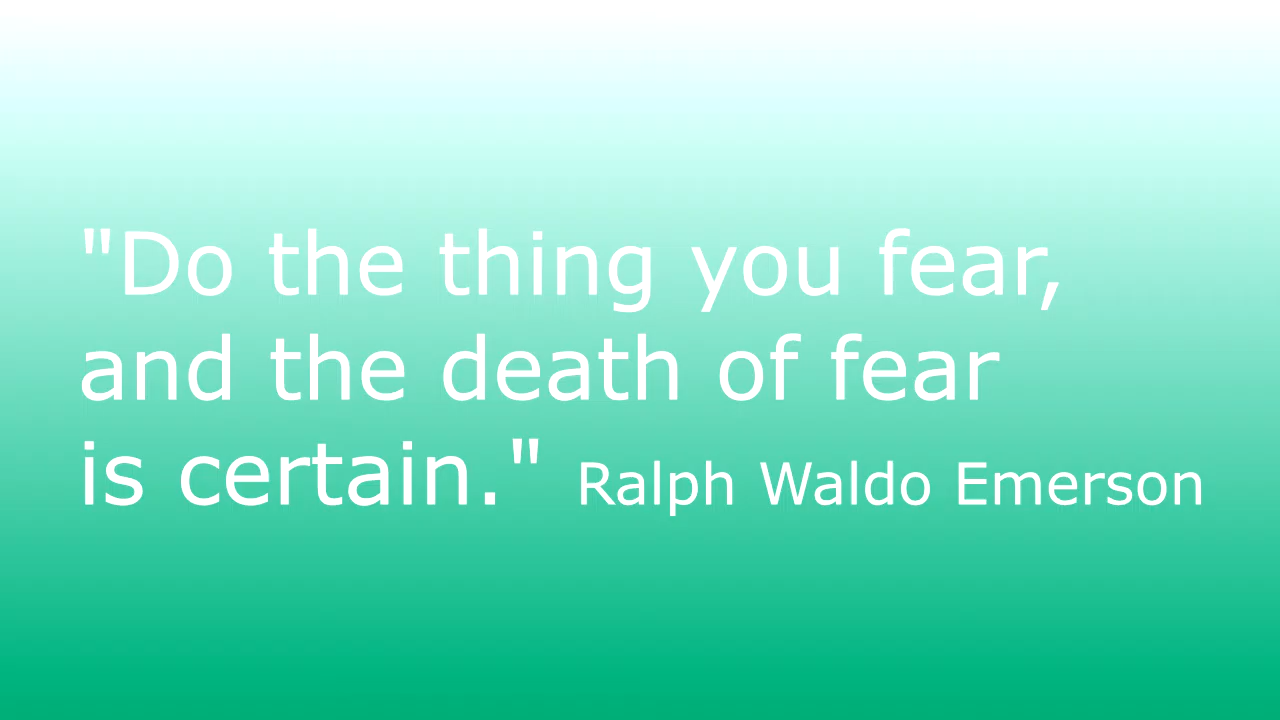 "Do the thing you fear,
and the death of fear
is certain." Ralph Waldo Emerson